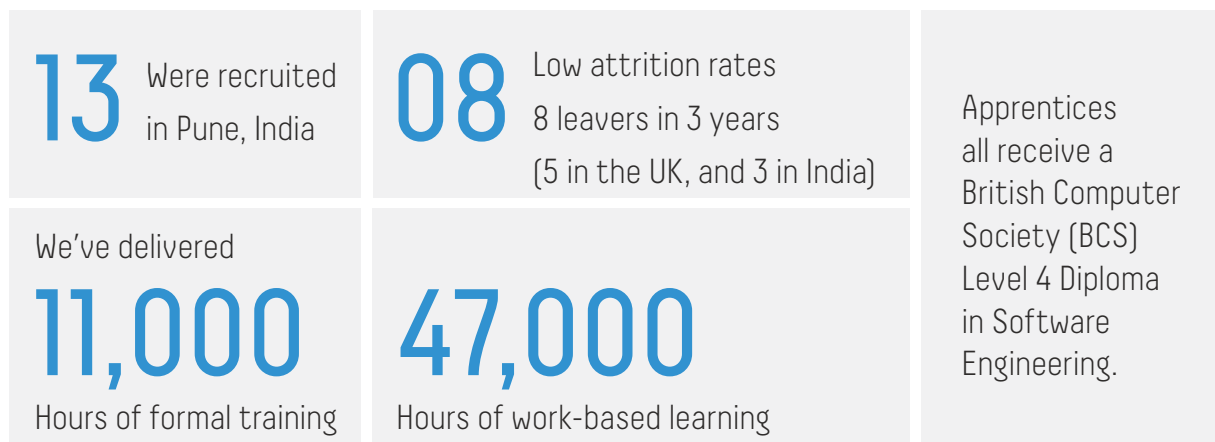 13
Were recruited
in Pune, India
08
Low attrition rates
8 leavers in 3 years
(5 in the UK, and 3 in India)
We've delivered
11,000
Hours of formal training
47,000
Hours of work-based learning
Apprentices
all receive a
British Computer
Society (BCS)
Level 4 Diploma
in Software
Engineering.